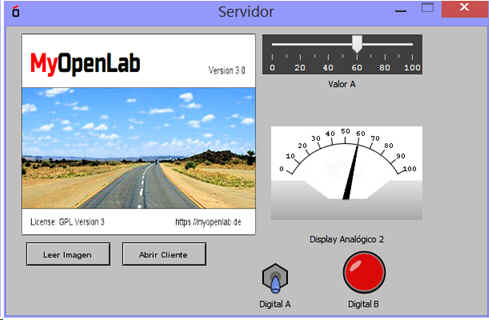 Servidor
MyOpenLab
Version 3.0
License: GPL Version 3
https://myopenlab.de
Leer Imagen
Abrir Cliente
0 20 40 60 80 100
Valor A
0 10 20 30 40 50 60 70 80 90 100
Display Analógico 2
Digital A
Digital B